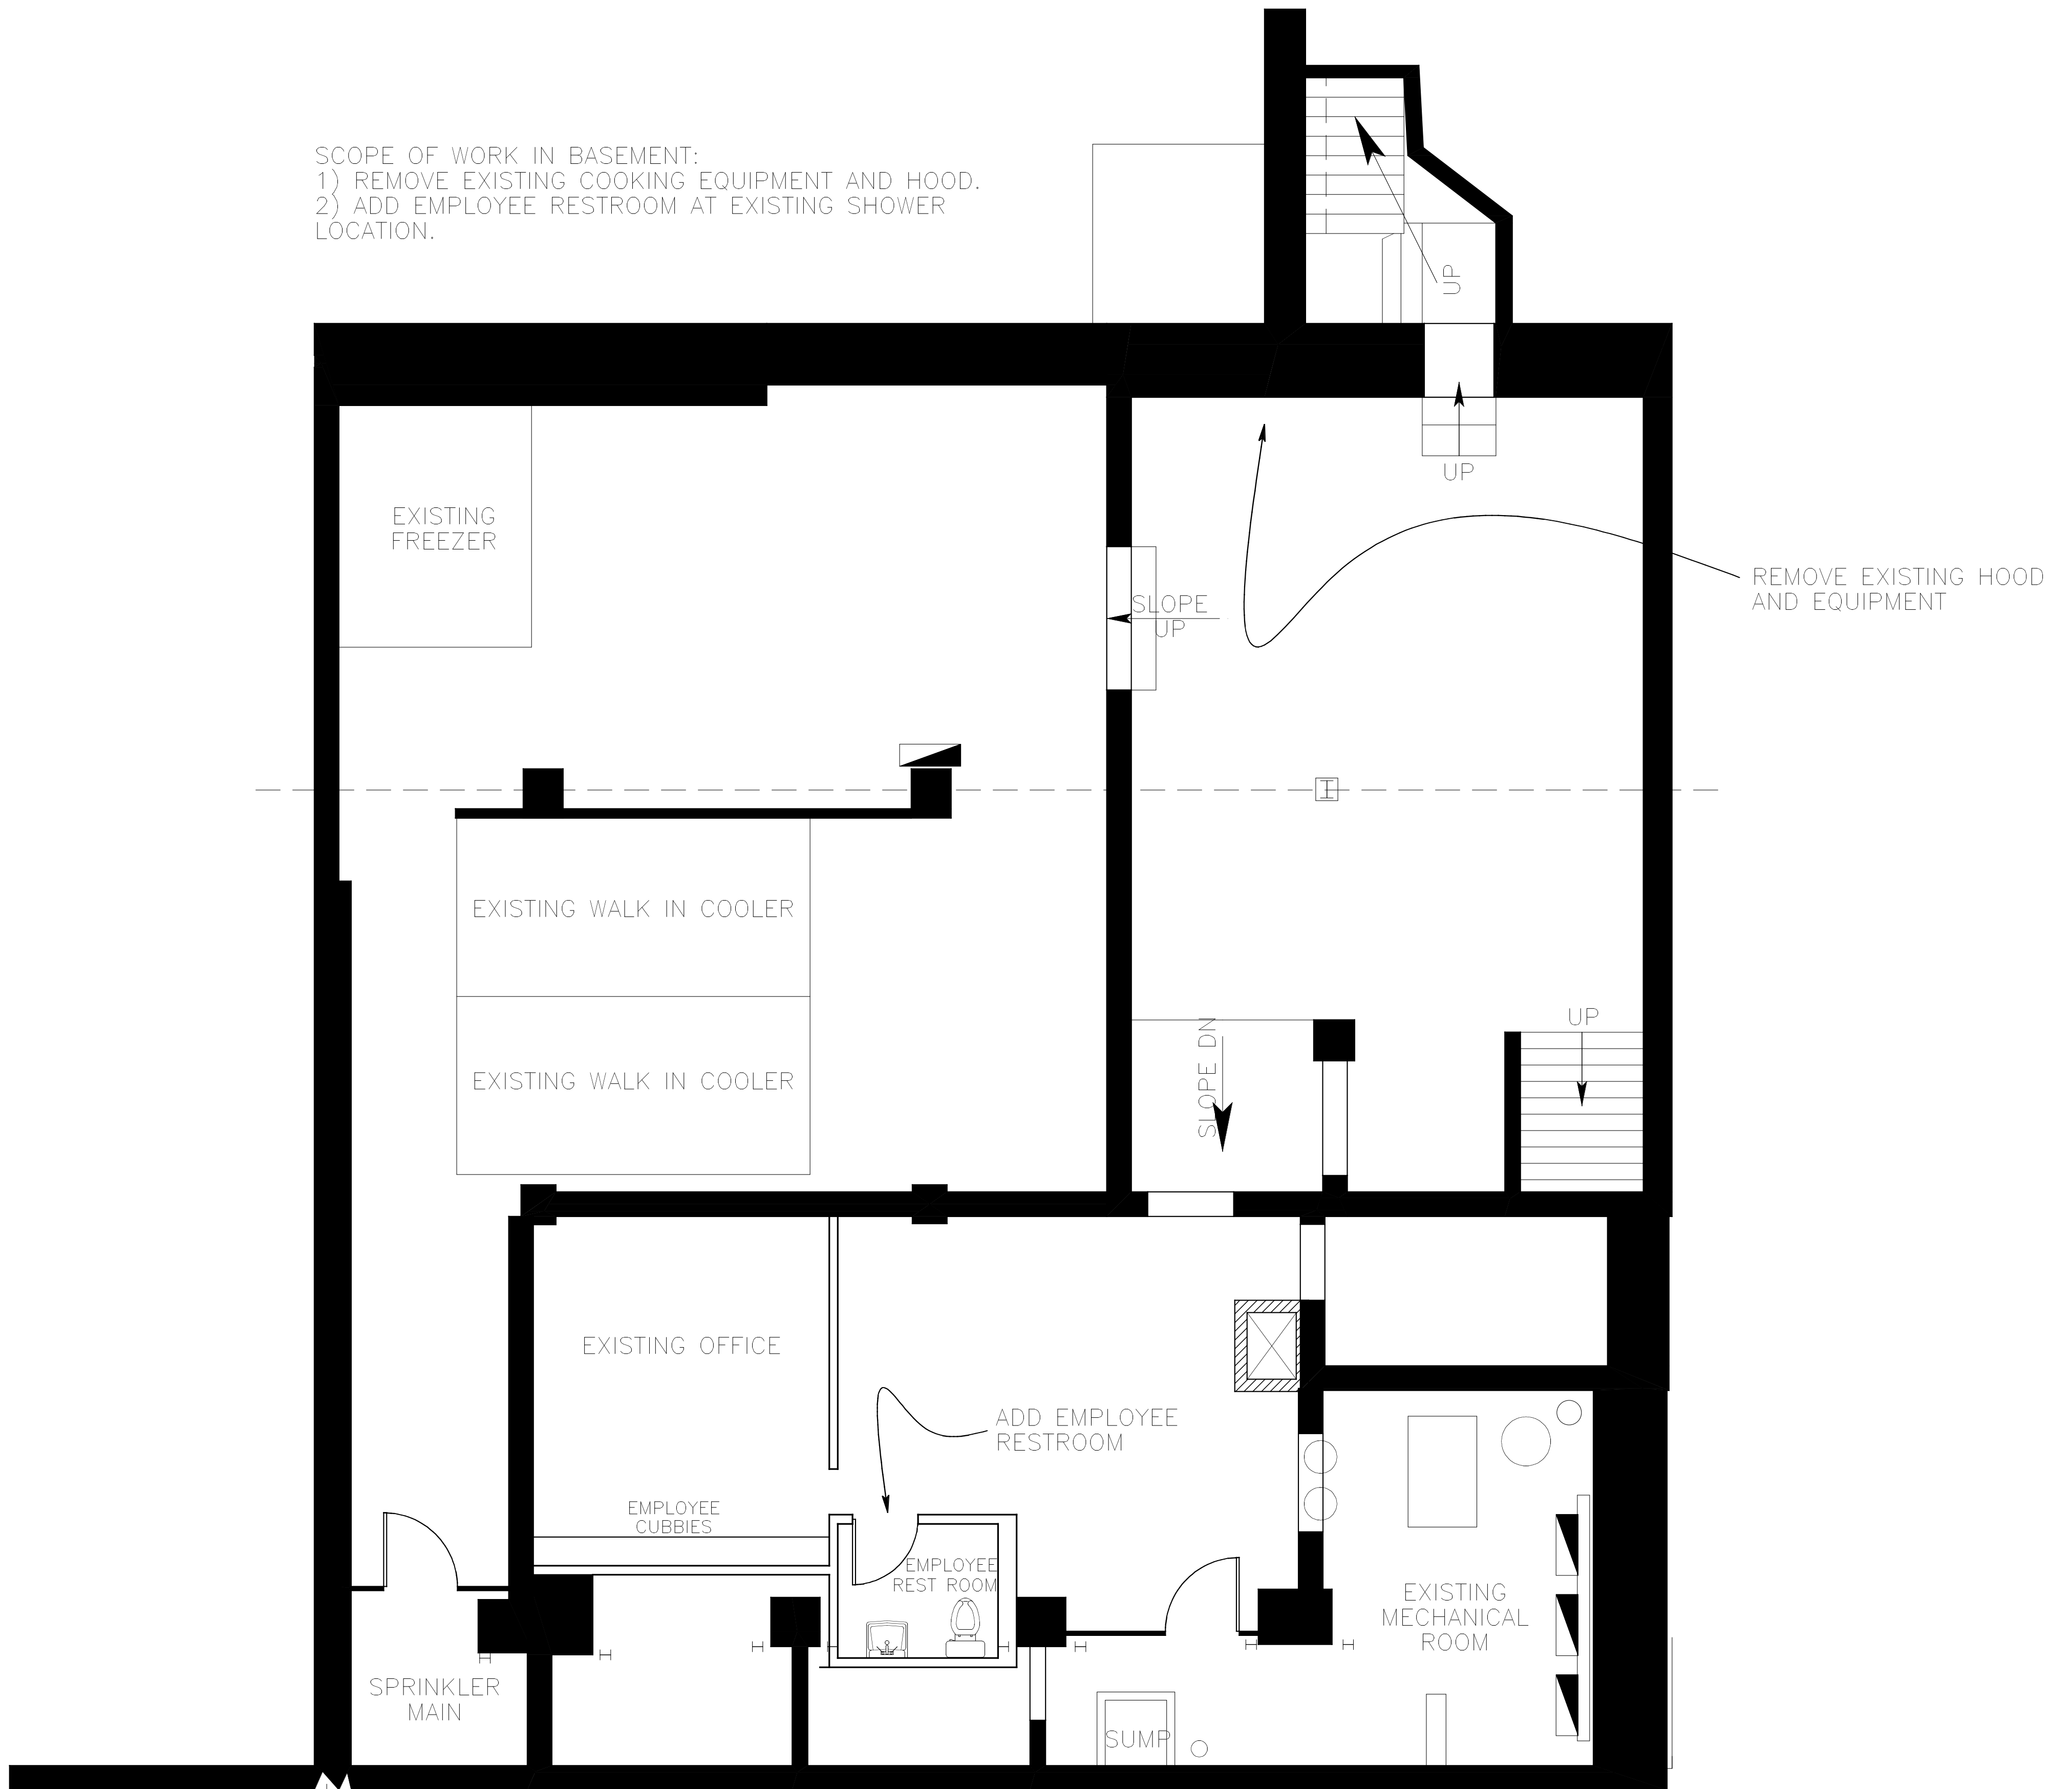 SCOPE OF WORK IN BASEMENT:
1) REMOVE EXISTING COOKING EQUIPMENT AND HOOD.
2) ADD EMPLOYEE RESTROOM AT EXISTING SHOWER
LOCATION.
UP
UP
EXISTING
FREEZER
REMOVE EXISTING HOOD
AND EQUIPMENT
SLOPE
UP
EXISTING WALK IN COOLER
UP
SLOPE DN
EXISTING WALK IN COOLER
EXISTING OFFICE
ADD EMPLOYEE
RESTROOM
EMPLOYEE
CUBBIES
EMPLOYEE
REST ROOM
EXISTING
MECHANICAL
ROOM
SPRINKLER
MAIN
SUMP